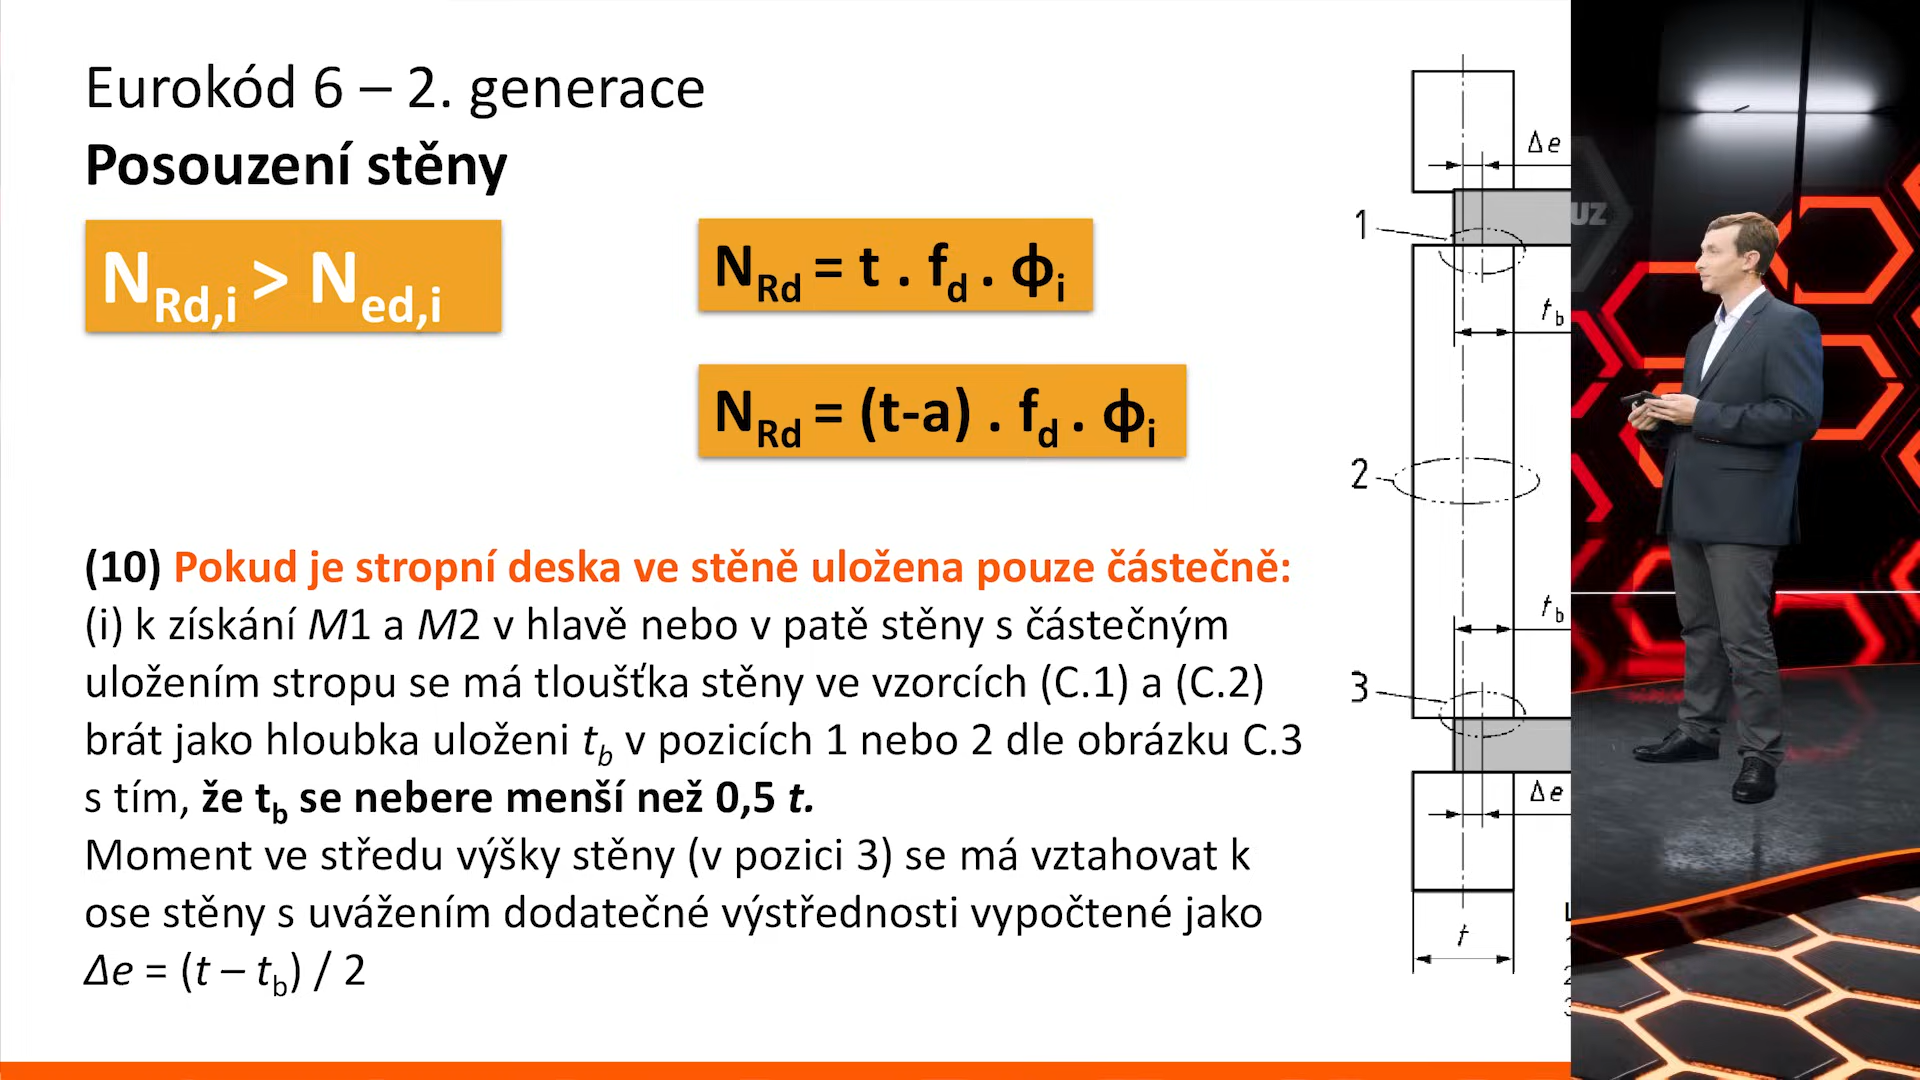 Eurokód 6 – 2. generace
Posouzení stěny
N_Rd,i > N_ed,i
N_Rd = t . f_d . ϕ_i
N_Rd = (t-a) . f_d . ϕ_i
(10) Pokud je stropní deska ve stěně uložena pouze částečně:
(i) k získání M1 a M2 v hlavě nebo v patě stěny s částečným
uložením stropu se má tloušťka stěny ve vzorcích (C.1) a (C.2)
brát jako hloubka uloženi t_b v pozicích 1 nebo 2 dle obrázku C.3
s tím, že t_b se nebere menší než 0,5 t.
Moment ve středu výšky stěny (v pozici 3) se má vztahovat k
ose stěny s uvážením dodatečné výstřednosti vypočtené jako
Δe = (t – t_b) / 2
Δe
1
t_b
2
t_b
3
Δe
t
UZ